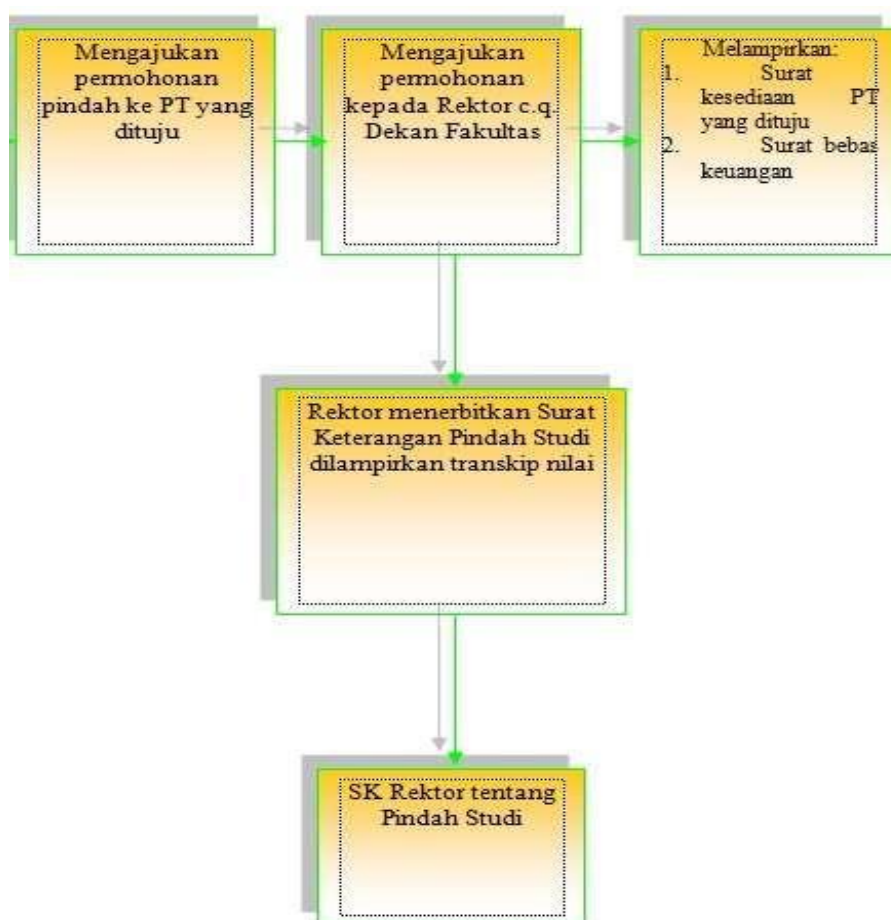 Mengajukan
permohonan
pindah ke PT yang
dituju
Mengajukan
permohonan
kepada Rektor c.q.
Dekan Fakultas
Melampirkan:
1. Surat
kesediaan PT
yang dituju
2. Surat bebas
keuangan
Rektor menerbitkan Surat
Keterangan Pindah Studi
dilampirkan transkip nilai
SK Rektor tentang
Pindah Studi